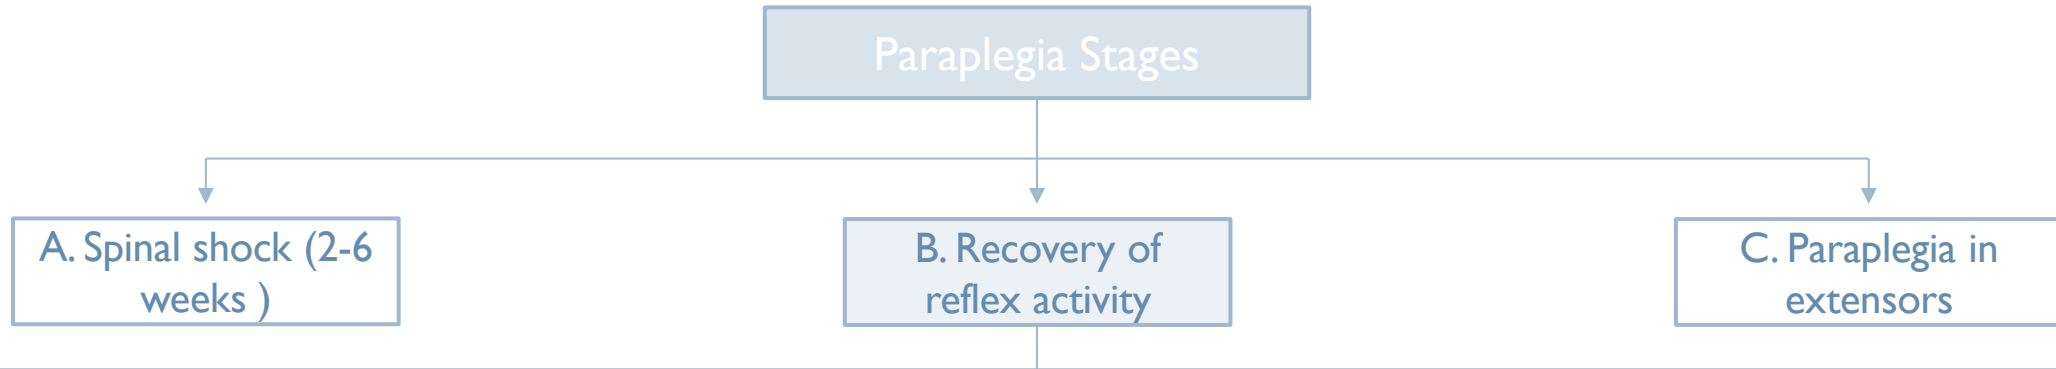 Paraplegia Stages
A. Spinal shock (2-6
weeks )
B. Recovery of
reflex activity
C. Paraplegia in
extensors